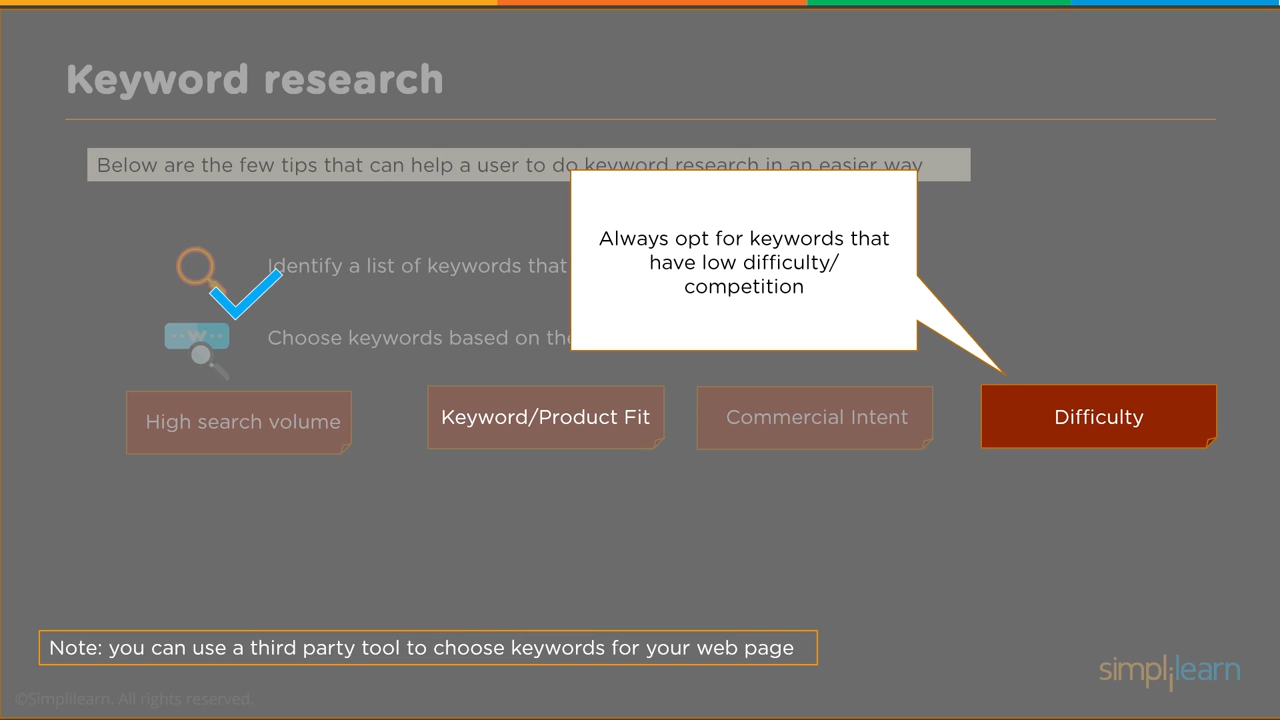 Keyword research
Below are the few tips that can help a user to do keyword research in an easier way
Identify a list of keywords that
Always opt for keywords that
have low difficulty/
competition
Choose keywords based on the
High search volume
Keyword/Product Fit
Commercial Intent
Difficulty
Note: you can use a third party tool to choose keywords for your web page
simplilearn
©Simplilearn. All rights reserved.